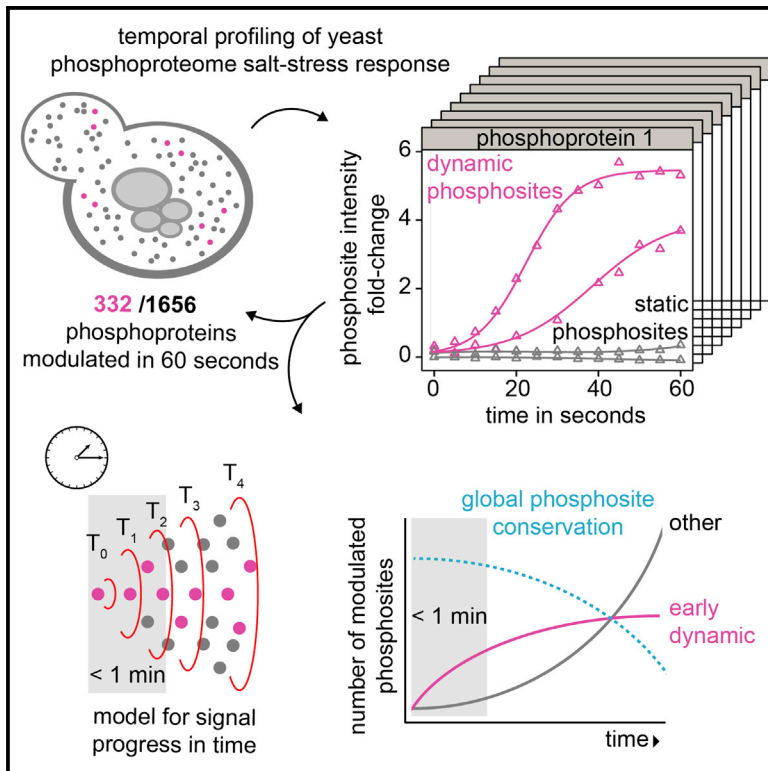 temporal profiling of yeast
phosphoproteome salt-stress response
332 /1656
phosphoproteins
modulated in 60 seconds
phosphoprotein 1
phosphosite intensity
fold-change
6
4
2
0
dynamic
phosphosites
static
phosphosites
0
20
40
60
time in seconds
T0
T1
T2
T3
T4
< 1 min
model for signal
progress in time
number of modulated
phosphosites
global phosphosite
conservation
other
< 1 min
early
dynamic
time